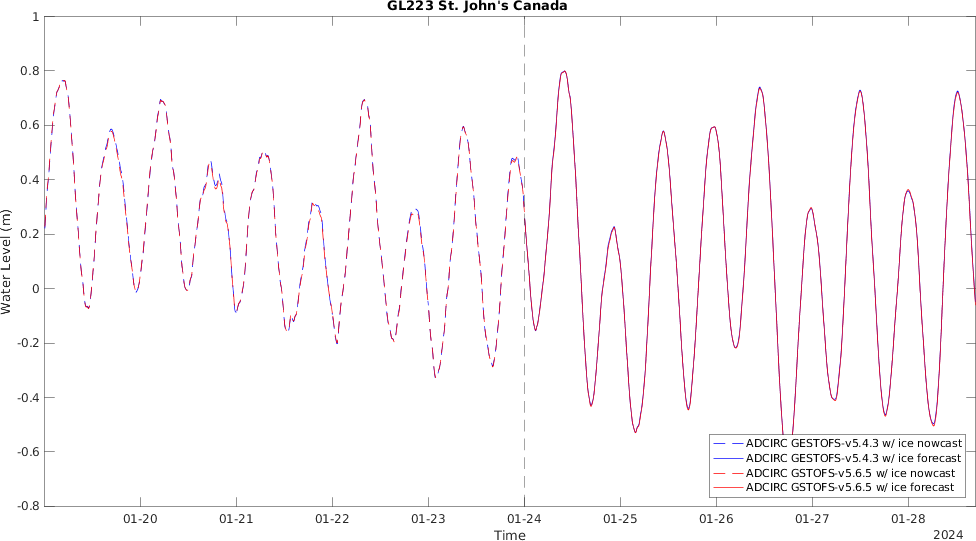 GL223 St. John's Canada
1
0.8
0.6
0.4
0.2
0
-0.2
-0.4
-0.6
-0.8
Water Level (m)
ADCIRC GESTOFS-v5.4.3 w/ ice nowcast
ADCIRC GESTOFS-v5.4.3 w/ ice forecast
ADCIRC GSTOFS-v5.6.5 w/ ice nowcast
ADCIRC GSTOFS-v5.6.5 w/ ice forecast
01-20 01-21 01-22 01-23 01-24 01-25 01-26 01-27 01-28
Time
2024